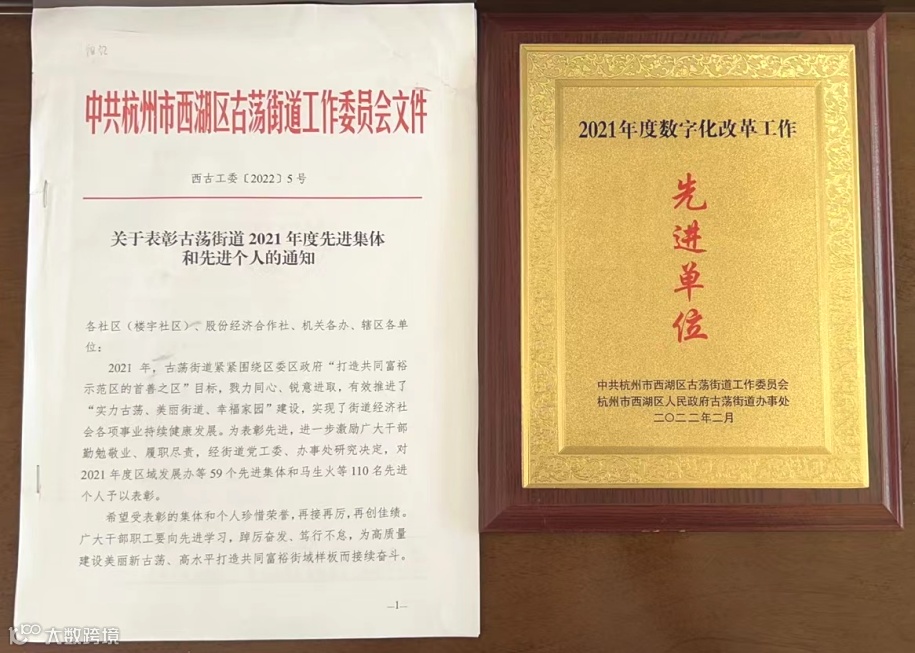 中共杭州市西湖区古荡街道工作委员会文件
西古工委〔2022〕5 号
关于表彰古荡街道 2021 年度先进集体
和先进个人的通知
各社区（楼宇社区）、股份经济合作社、机关各办、辖区各单
位：
2021 年，古荡街道紧紧围绕区委区政府“打造共同富裕
示范区的首善之区”目标，戮力同心、锐意进取，有效推进了
“实力古荡、美丽街道、幸福家园”建设，实现了街道经济社
会各项事业持续健康发展。为表彰先进，进一步激励广大干部
勤勉敬业、履职尽责，经街道党工委、办事处研究决定，对
2021 年度区域发展办等 59 个先进集体和马生火等 110 名先进
个人予以表彰。
希望受表彰的集体和个人珍惜荣誉，再接再厉，再创佳绩。
广大干部职工要向先进学习，踔厉奋发、笃行不怠，为高质量
建设美丽新古荡、高水平打造共同富裕街域样板而接续奋斗。
—1—
2021年度数字化改革工作
先
进
单
位
中共杭州市西湖区古荡街道工作委员会
杭州市西湖区人民政府古荡街道办事处
二〇二二年二月
大数跨境